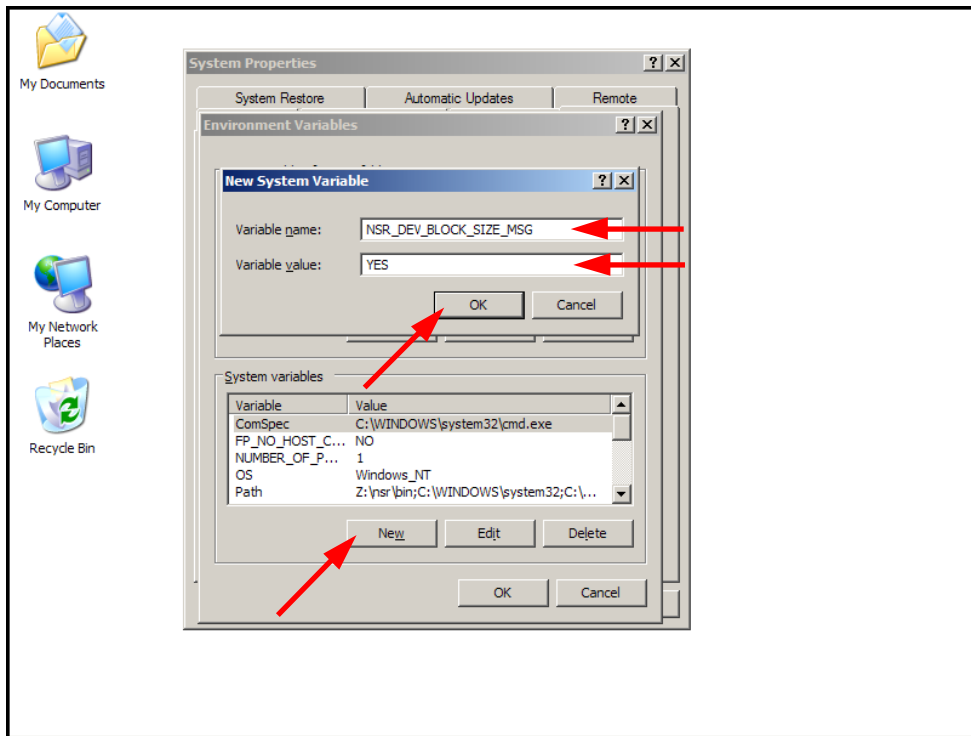 My Documents
My Computer
My Network
Places
Recycle Bin
System Properties
System Restore
Automatic Updates
Remote
Environment Variables
New System Variable
Variable name:
NSR_DEV_BLOCK_SIZE_MSG
Variable value:
YES
OK
Cancel
System variables
Variable Value
ComSpec C:\WINDOWS\system32\cmd.exe
FP_NO_HOST_C... NO
NUMBER_OF_P... 1
OS Windows_NT
Path Z:\nsr\bin;C:\WINDOWS\system32;C:\...
New
Edit
Delete
OK
Cancel